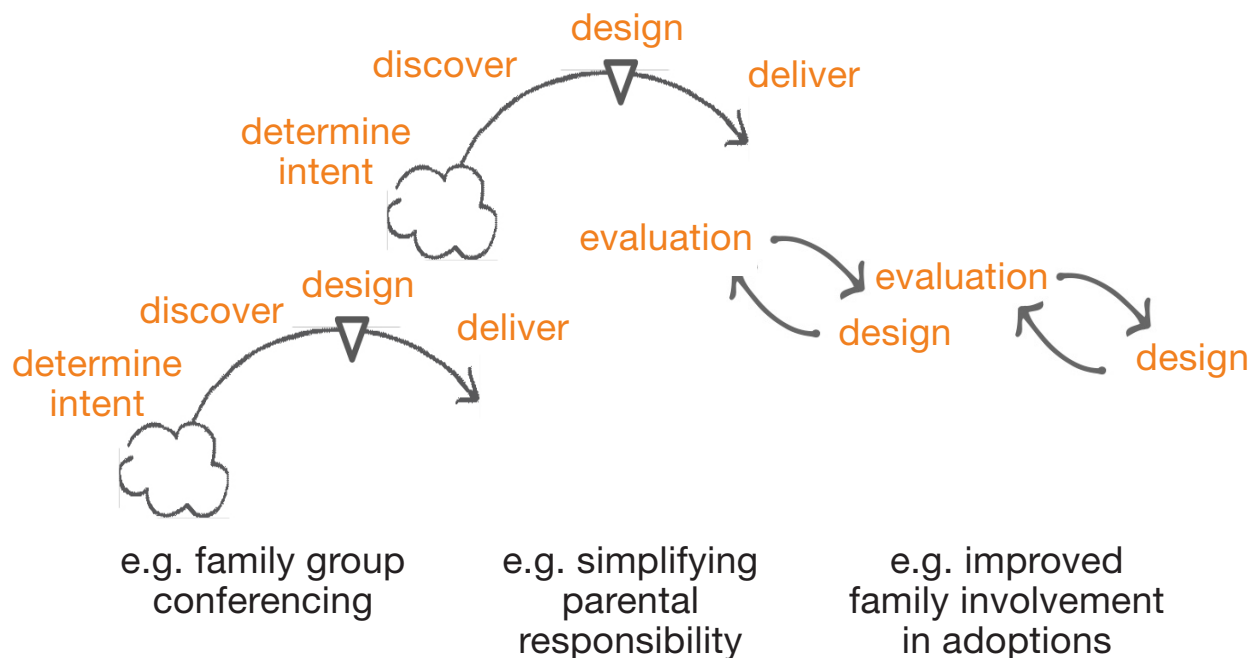 design
discover
deliver
determine
intent
evaluation
evaluation
design
design
design
discover
deliver
determine
intent
e.g. family group
conferencing
e.g. simplifying
parental
responsibility
e.g. improved
family involvement
in adoptions